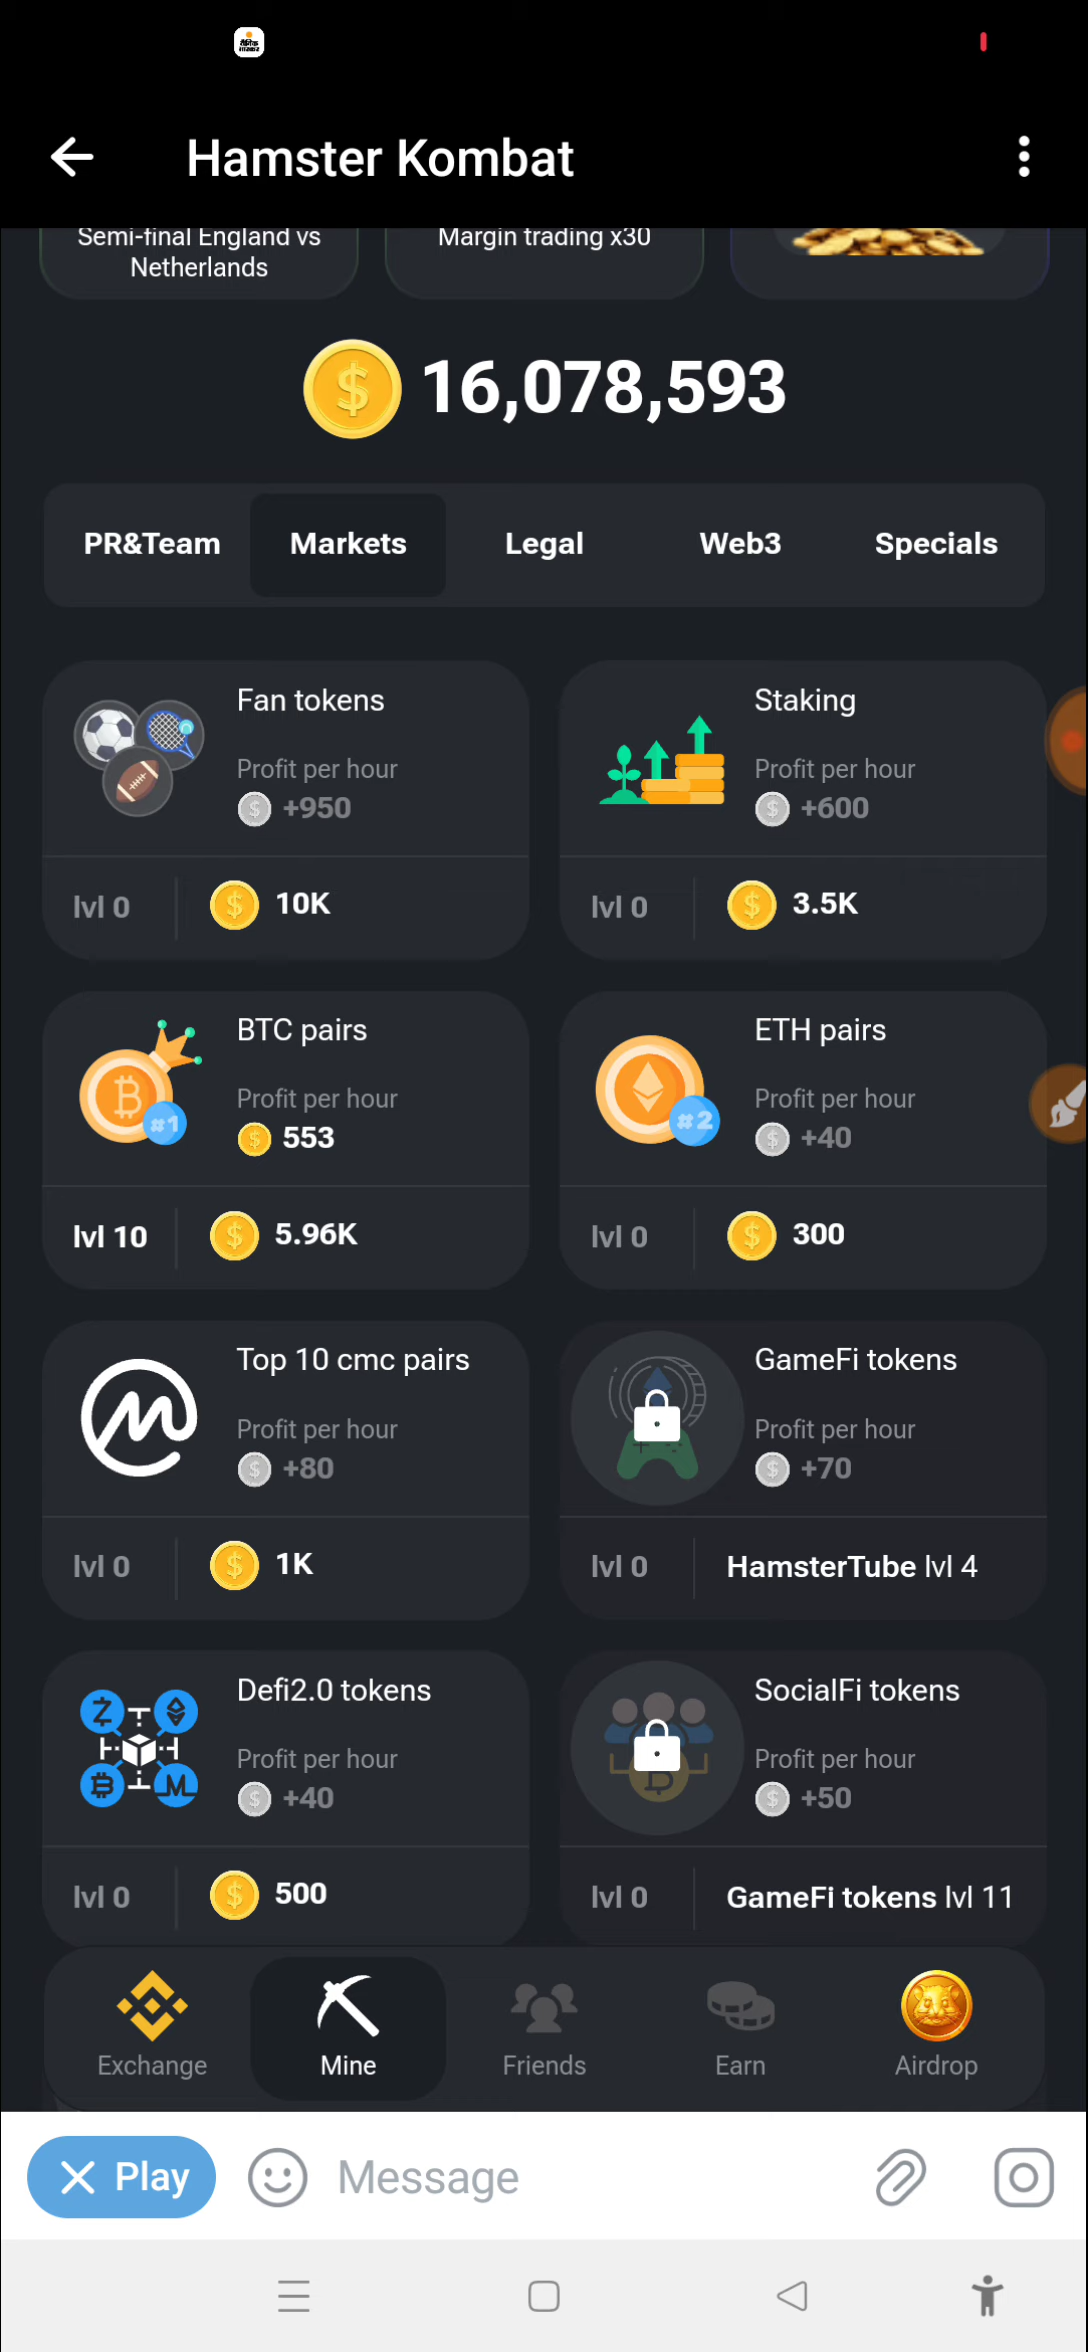 दैनिक
भास्कर
Hamster Kombat
Semi-final England vs
Netherlands
Margin trading x30
16,078,593
PR&Team
Markets
Legal
Web3
Specials
Fan tokens
Profit per hour
+950
lvl 0
10K
Staking
Profit per hour
+600
lvl 0
3.5K
BTC pairs
Profit per hour
553
#1
lvl 10
5.96K
ETH pairs
Profit per hour
+40
#2
lvl 0
300
Top 10 cmc pairs
Profit per hour
+80
lvl 0
1K
GameFi tokens
Profit per hour
+70
lvl 0
HamsterTube lvl 4
Defi2.0 tokens
Profit per hour
+40
lvl 0
500
SocialFi tokens
Profit per hour
+50
lvl 0
GameFi tokens lvl 11
Exchange
Mine
Friends
Earn
Airdrop
Play
Message